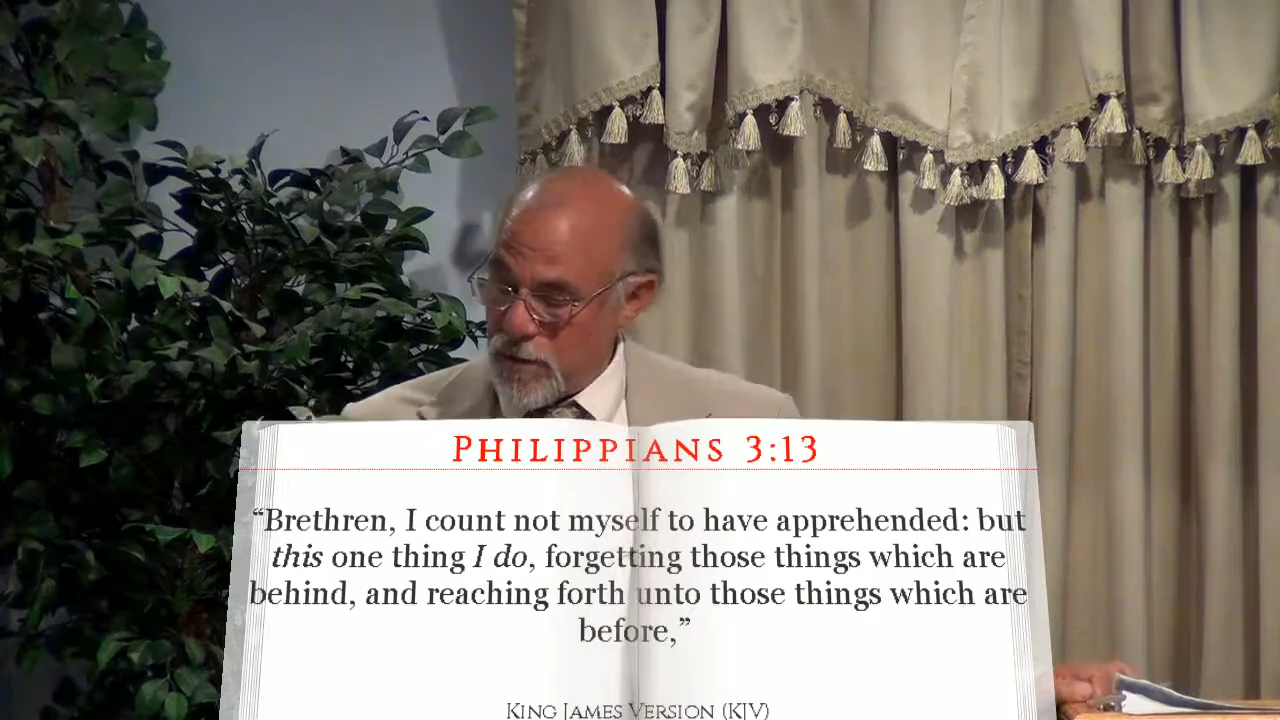 Philippians 3:13
“Brethren, I count not myself to have apprehended: but
this one thing I do, forgetting those things which are
behind, and reaching forth unto those things which are
before,”
King James Version (KJV)